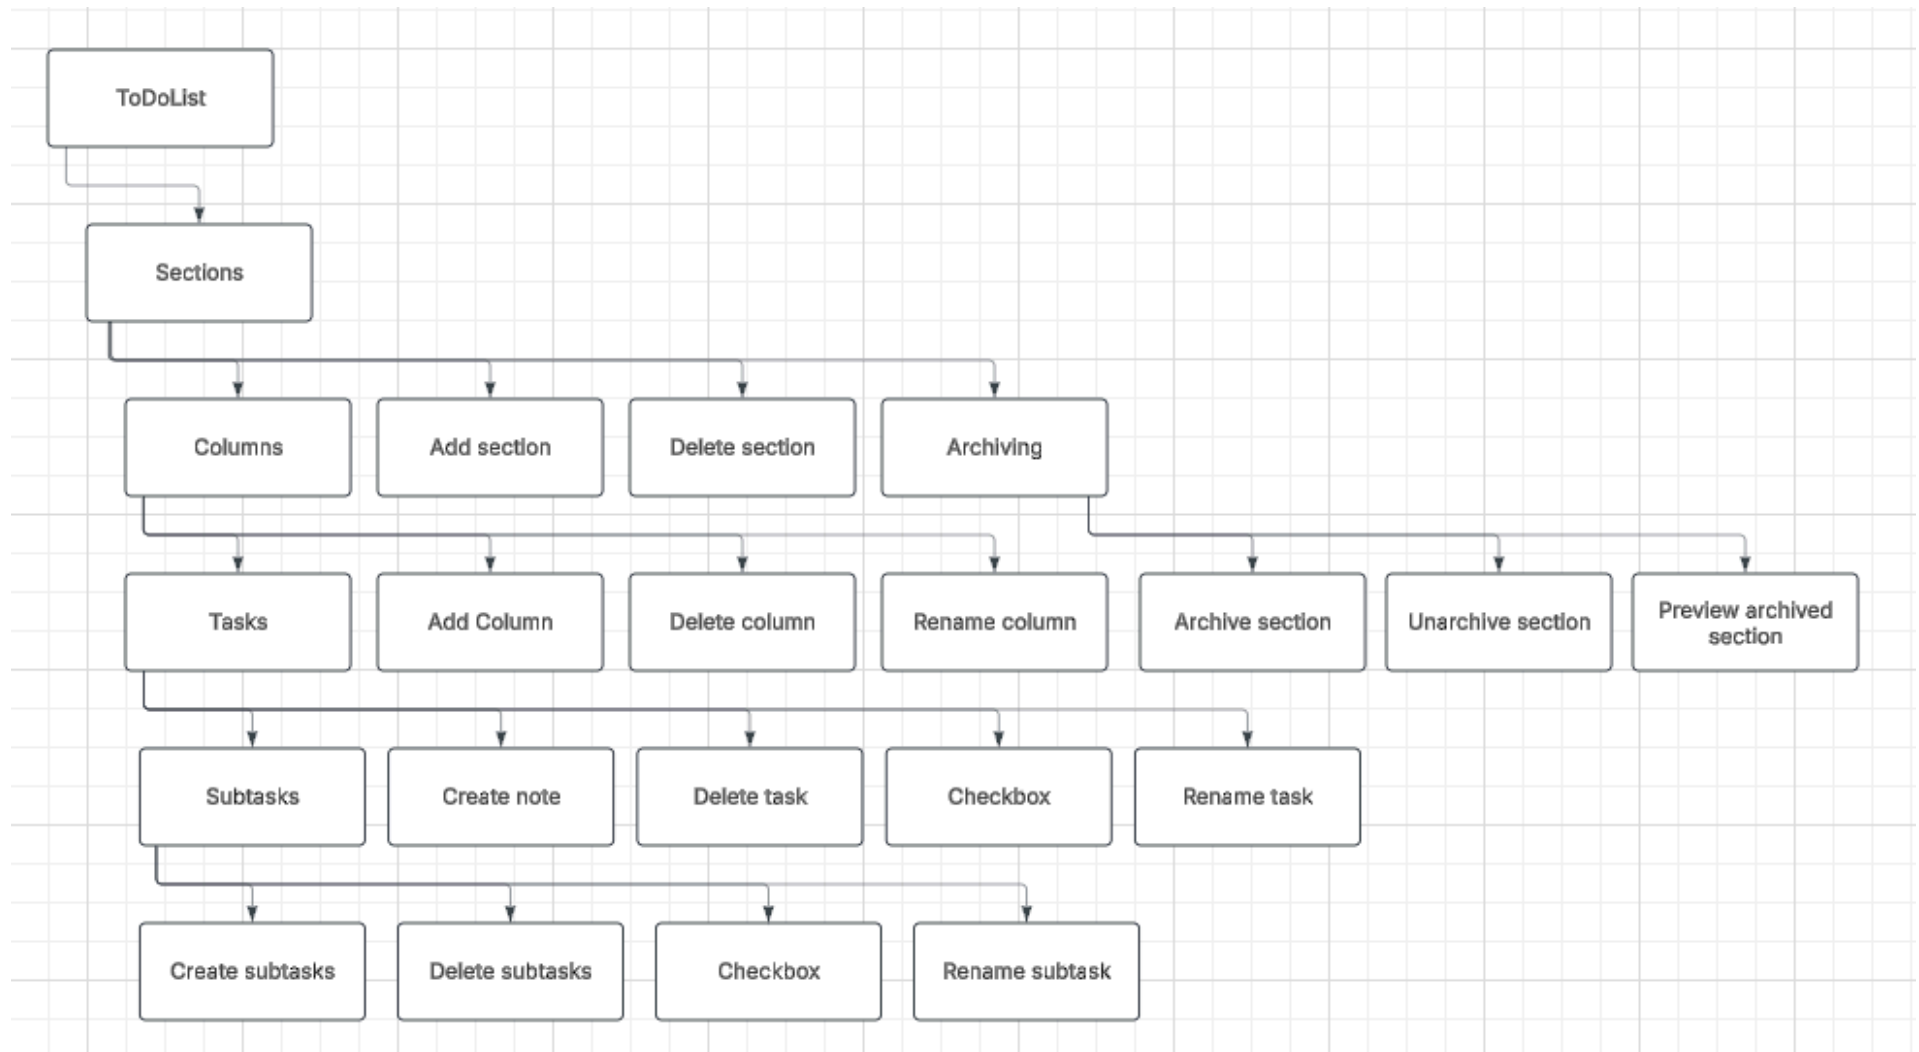 ToDoList
Sections
Columns
Add section
Delete section
Archiving
Tasks
Add Column
Delete column
Rename column
Archive section
Unarchive section
Preview archived
section
Subtasks
Create note
Delete task
Checkbox
Rename task
Create subtasks
Delete subtasks
Checkbox
Rename subtask